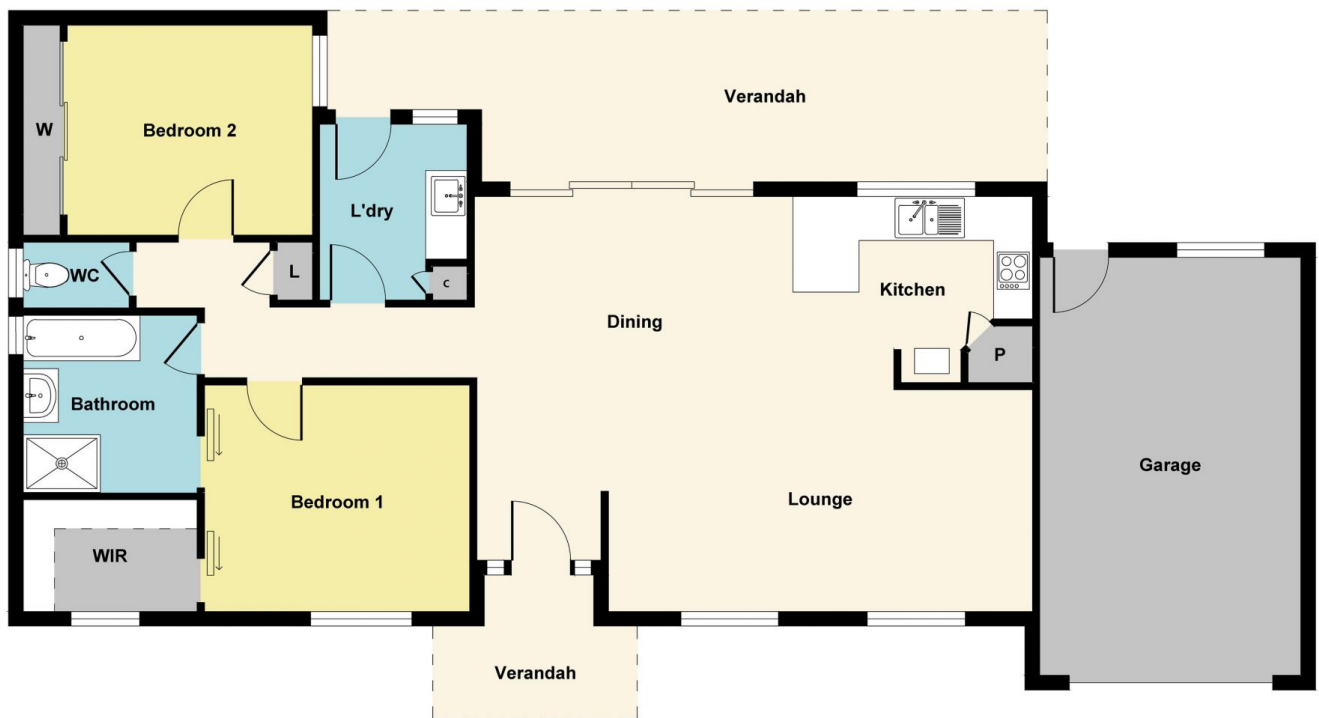 Verandah
W
Bedroom 2
L'dry
WC
L
C
Kitchen
Dining
P
Bathroom
Garage
Bedroom 1
Lounge
WIR
Verandah